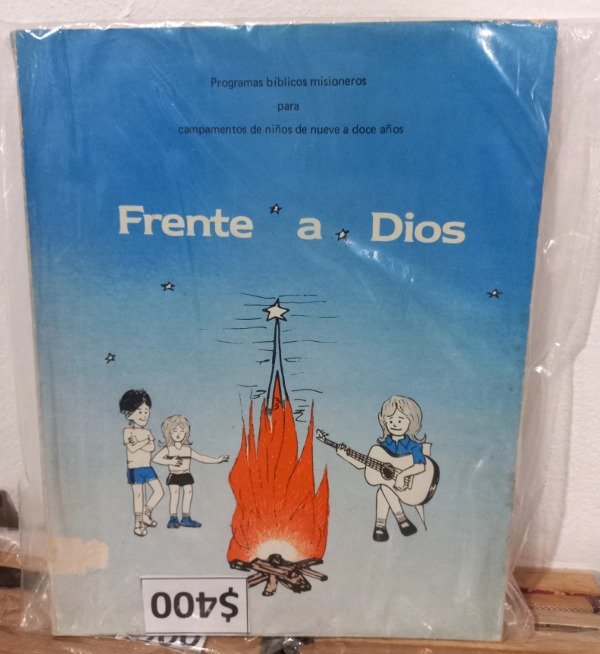 Programas bíblicos misioneros
para
campamentos de niños de nueve a doce años
Frente a Dios
$400